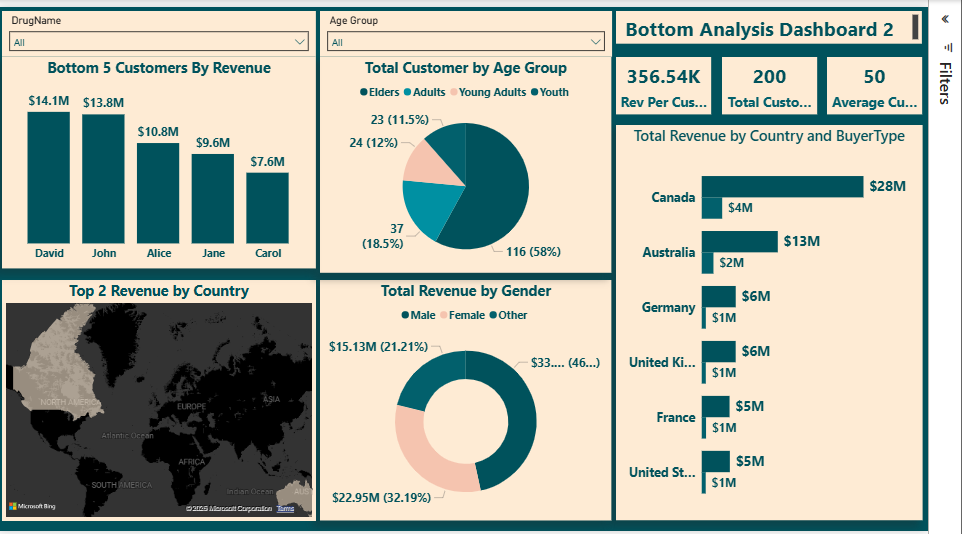 DrugName
All
Age Group
All
Bottom Analysis Dashboard 2
Filters
Bottom 5 Customers By Revenue
$14.1M
$13.8M
$10.8M
$9.6M
$7.6M
David
John
Alice
Jane
Carol
Total Customer by Age Group
Elders Adults Young Adults Youth
23 (11.5%)
24 (12%)
37
(18.5%)
116 (58%)
356.54K
Rev Per Cus...
200
Total Custo...
50
Average Cu...
Total Revenue by Country and BuyerType
Canada
$28M
$4M
Australia
$13M
$2M
Germany
$6M
$1M
United Ki...
$6M
$1M
France
$5M
$1M
United St...
$5M
$1M
Top 2 Revenue by Country
NORTH AMERICA
EUROPE
ASIA
Atlantic Ocean
AFRICA
SOUTH AMERICA
Indian Ocean
AUS
Microsoft Bing
© 2025 Microsoft Corporation Terms
Total Revenue by Gender
Male Female Other
$15.13M (21.21%)
$33.... (46...)
$22.95M (32.19%)